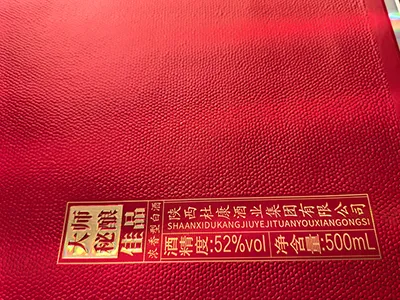 大师
秘酿
佳品
浓香型白酒
陕西杜康酒业集团有限公司
SHAANXIDUKANGJIUYEJITUANYOUXIANGONGSI
酒精度:52%vol
净含量:500mL